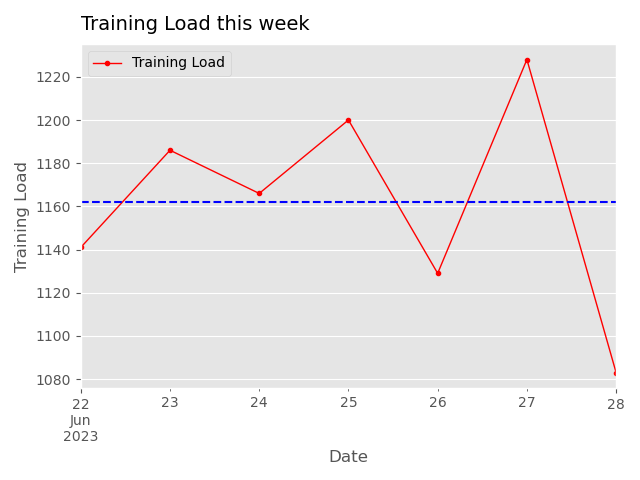 Training Load this week
Training Load
1220
1200
1180
1160
1140
1120
1100
1080
Training Load
22 23 24 25 26 27 28
Jun
2023
Date